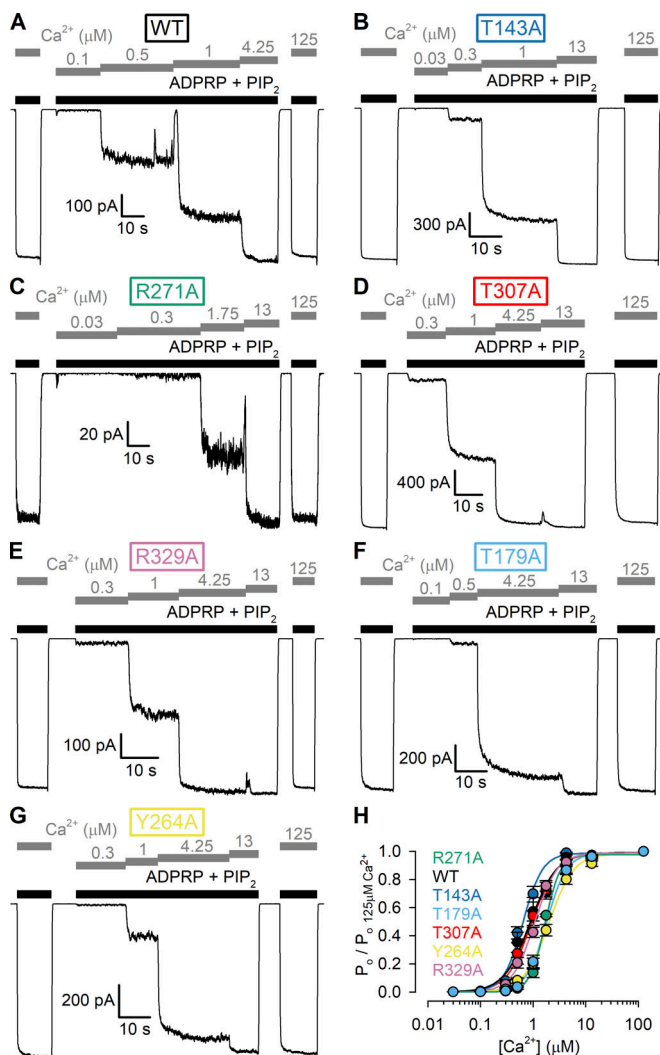 A
WT
Ca²⁺ (μM)
0.1 0.5 1 4.25 125
ADPRP + PIP₂
100 pA
10 s
B
T143A
Ca²⁺ (μM)
0.03 0.3 1 13 125
ADPRP + PIP₂
300 pA
10 s
C
R271A
Ca²⁺ (μM)
0.03 0.3 1.75 13 125
ADPRP + PIP₂
20 pA
10 s
D
T307A
Ca²⁺ (μM)
0.3 1 4.25 13 125
ADPRP + PIP₂
400 pA
10 s
E
R329A
Ca²⁺ (μM)
0.3 1 4.25 13 125
ADPRP + PIP₂
100 pA
10 s
F
T179A
Ca²⁺ (μM)
0.1 0.5 4.25 13 125
ADPRP + PIP₂
200 pA
10 s
G
Y264A
Ca²⁺ (μM)
0.3 1 4.25 13 125
ADPRP + PIP₂
200 pA
10 s
H
R271A
WT
T143A
T179A
T307A
Y264A
R329A
Pₒ / Pₒ 125μM Ca²⁺
1.0
0.8
0.6
0.4
0.2
0.0
0.01 0.1 1 10 100
[Ca²⁺] (μM)